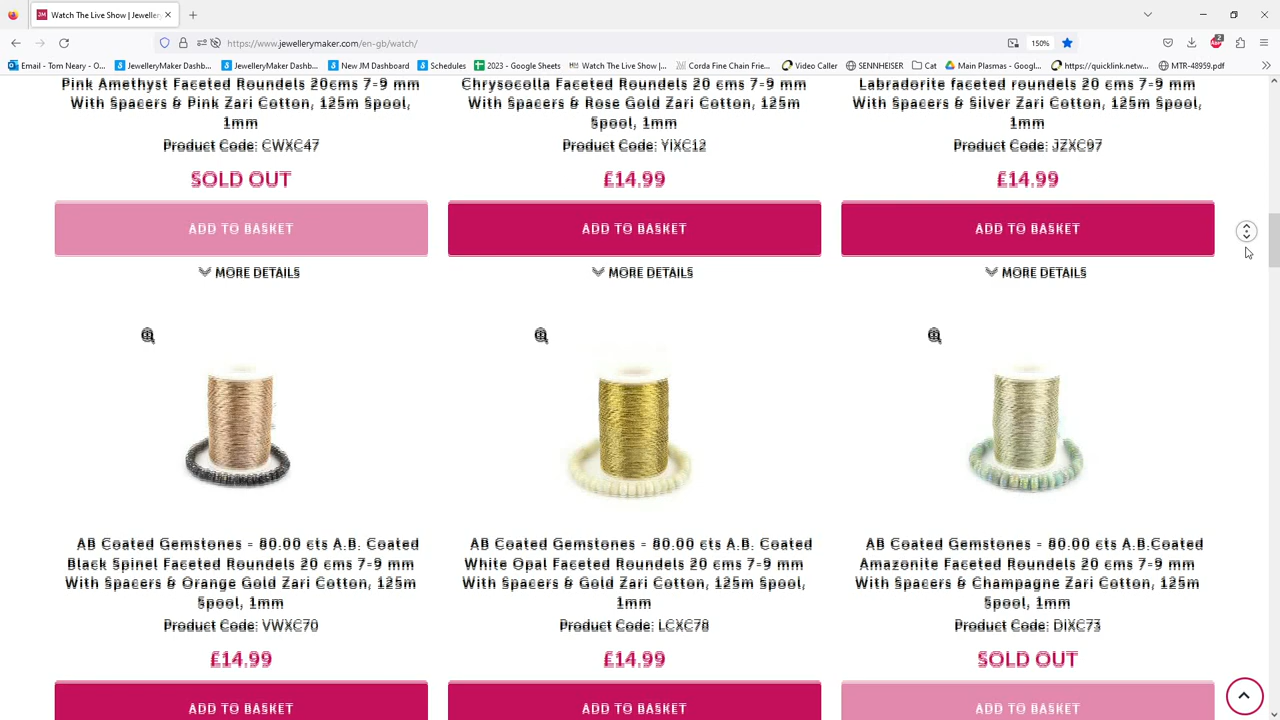 Watch The Live Show | Jeweller
https://www.jewellerymaker.com/en-gb/watch/
150%
2
Email - Tom Neary - O...
JewelleryMaker Dashb...
JewelleryMaker Dashb...
New JM Dashboard
Schedules
2023 - Google Sheets
Watch The Live Show |...
Corda Fine Chain Frie...
Video Caller
SENNHEISER
Cat
Main Plasmas - Googl...
https://quicklink.netw...
MTR-48959.pdf
Pink Amethyst Faceted Roundels 20cms 7-9 mm
With Spacers & Pink Zari Cotton, 125m Spool,
1mm
Product Code: CWXC47
SOLD OUT
ADD TO BASKET
MORE DETAILS
Chrysocolla Faceted Roundels 20 cms 7-9 mm
With Spacers & Rose Gold Zari Cotton, 125m
Spool, 1mm
Product Code: YIXC12
£14.99
ADD TO BASKET
MORE DETAILS
Labradorite faceted roundels 20 cms 7-9 mm
With Spacers & Silver Zari Cotton, 125m Spool,
1mm
Product Code: JZXC97
£14.99
ADD TO BASKET
MORE DETAILS
AB Coated Gemstones - 80.00 cts A.B. Coated
Black Spinel Faceted Roundels 20 cms 7-9 mm
With Spacers & Orange Gold Zari Cotton, 125m
Spool, 1mm
Product Code: VWXC70
£14.99
ADD TO BASKET
AB Coated Gemstones - 80.00 cts A.B. Coated
White Opal Faceted Roundels 20 cms 7-9 mm
With Spacers & Gold Zari Cotton, 125m Spool,
1mm
Product Code: LCXC78
£14.99
ADD TO BASKET
AB Coated Gemstones - 80.00 cts A.B.Coated
Amazonite Faceted Roundels 20 cms 7-9 mm
With Spacers & Champagne Zari Cotton, 125m
Spool, 1mm
Product Code: DIXC73
SOLD OUT
ADD TO BASKET